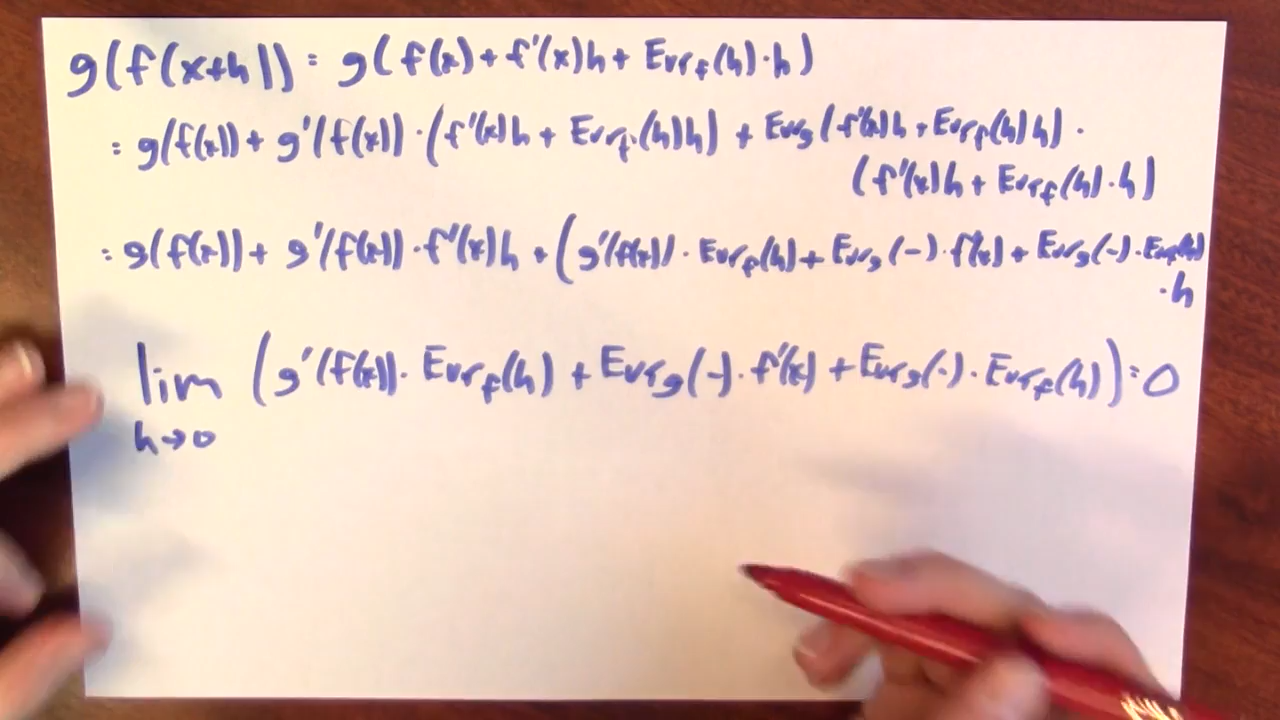 g(f(x+h)) = g(f(x) + f'(x)h + Err_f(h)·h)
= g(f(x)) + g'(f(x)) · (f'(x)h + Err_f(h)h) + Err_g(f'(x)h + Err_f(h)h) ·
(f'(x)h + Err_f(h)·h)
= g(f(x)) + g'(f(x)) · f'(x)h + (g'(f(x)) · Err_f(h) + Err_g(-) · f'(x) + Err_g(-) · Err_f(h))
· h
lim (g'(f(x)) · Err_f(h) + Err_g(-) · f'(x) + Err_g(-) · Err_f(h)) = 0
h→0